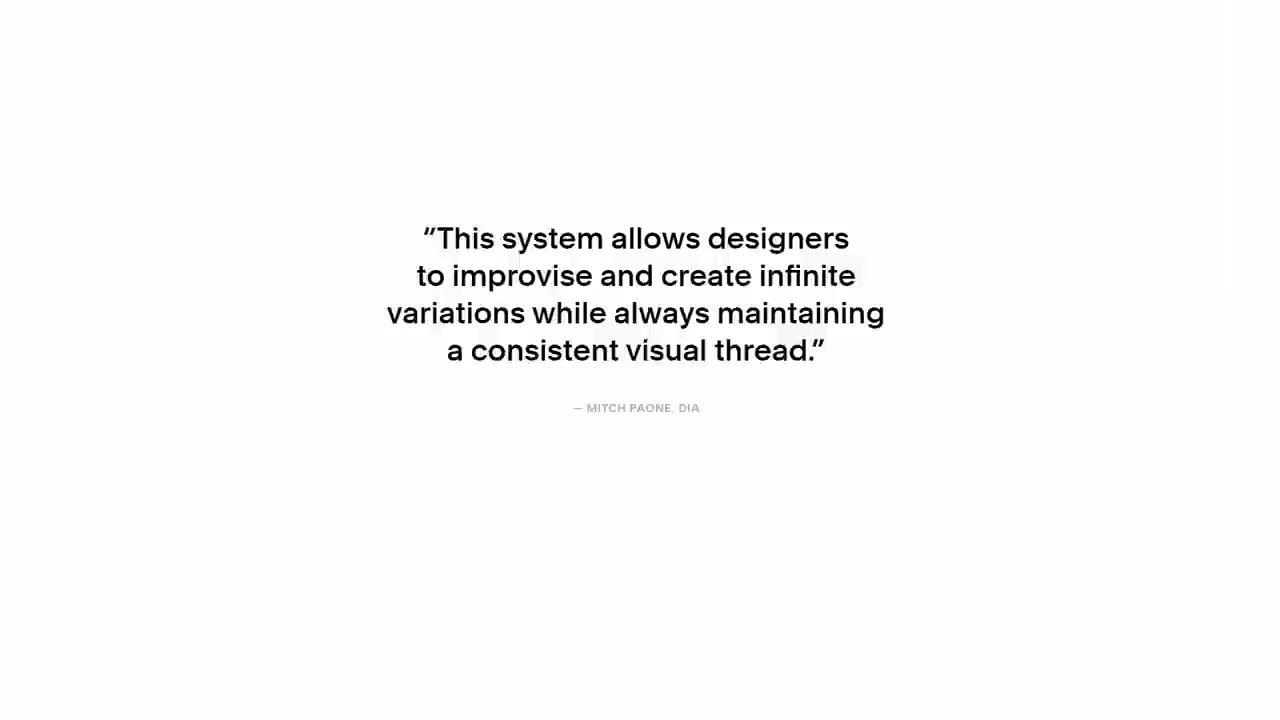 ”This system allows designers
to improvise and create infinite
variations while always maintaining
a consistent visual thread.”
— MITCH PAONE, DIA